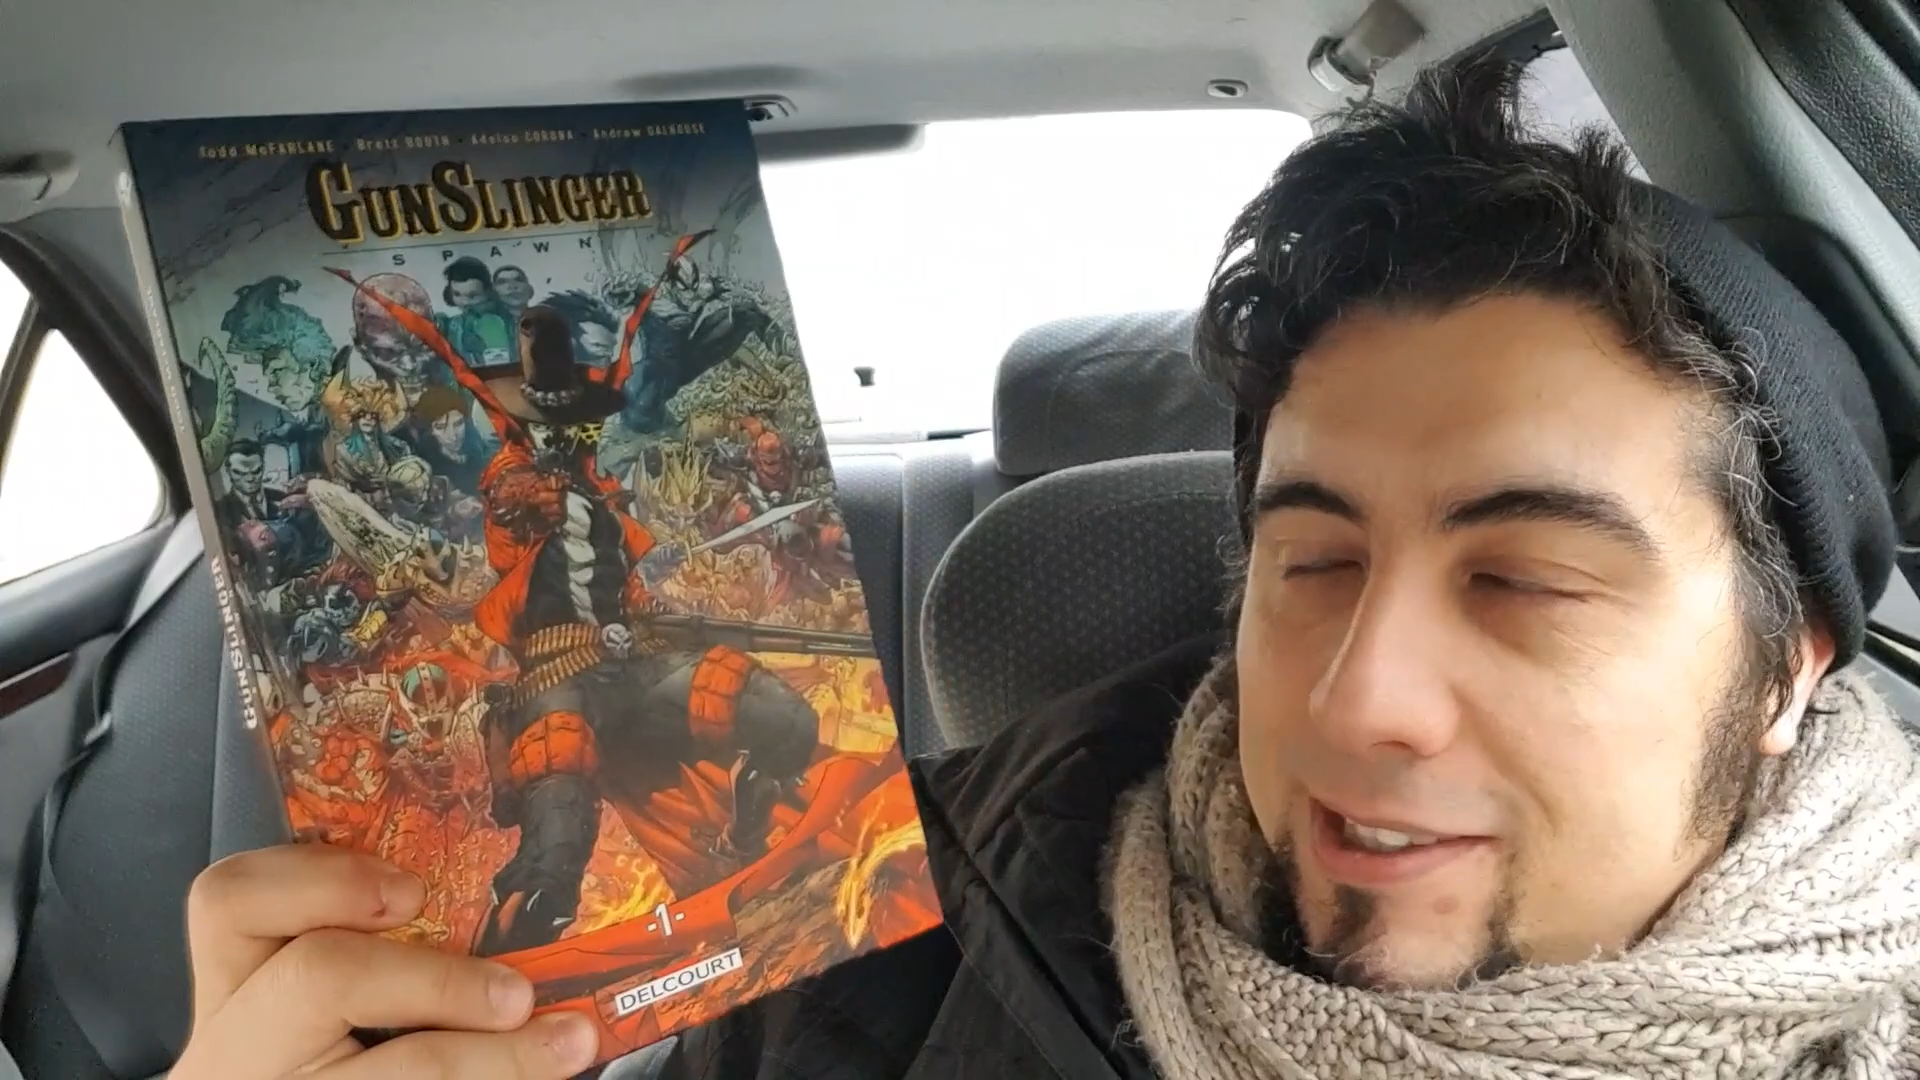 Todd McFARLANE · Brett BOOTH · Adelso CORONA · Andrew DALHOUSE
GUNSLINGER
SPAWN
GUNSLINGER
-1-
DELCOURT